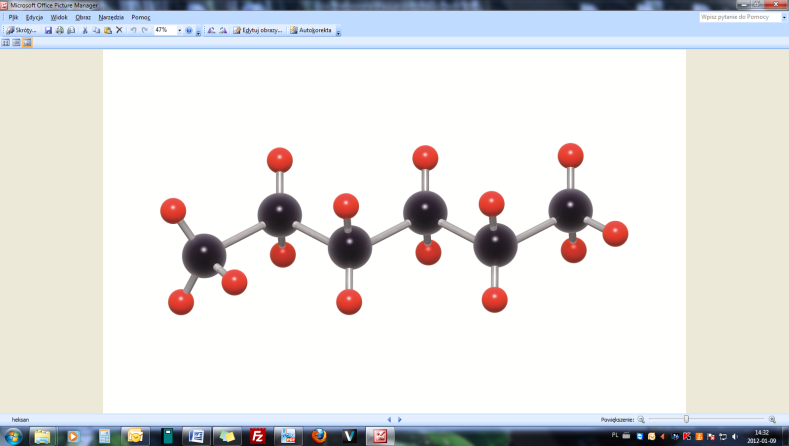 Microsoft Office Picture Manager
Plik Edycja Widok Obraz Narzędzia Pomoc
Wpisz pytanie do Pomocy
Skróty... 47% Edytuj obrazy... Autokorekta
heksan
Powiększenie:
PL
14:32
2012-01-09